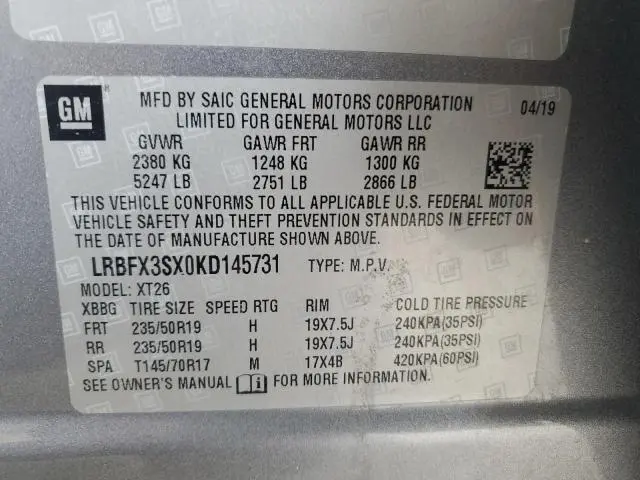 GM
MFD BY SAIC GENERAL MOTORS CORPORATION 04/19
LIMITED FOR GENERAL MOTORS LLC
GVWR GAWR FRT GAWR RR
2380 KG 1248 KG 1300 KG
5247 LB 2751 LB 2866 LB
THIS VEHICLE CONFORMS TO ALL APPLICABLE U.S. FEDERAL MOTOR
VEHICLE SAFETY AND THEFT PREVENTION STANDARDS IN EFFECT ON
THE DATE OF MANUFACTURE SHOWN ABOVE.
LRBFX3SX0KD145731 TYPE: M.P.V.
MODEL: XT26
XBBG TIRE SIZE SPEED RTG RIM COLD TIRE PRESSURE
FRT 235/50R19 H 19X7.5J 240KPA(35PSI)
RR 235/50R19 H 19X7.5J 240KPA(35PSI)
SPA T145/70R17 M 17X4B 420KPA(60PSI)
SEE OWNER'S MANUAL FOR MORE INFORMATION.